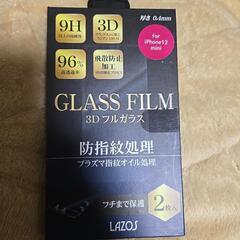 厚さ 0.4mm
9H
3D
for
iPhone12
mini
96%
高透過率
飛散防止
加工
GLASS FILM
3D フルガラス
防指紋処理
プラズマ指紋オイル処理
フチまで保護
2枚入
LAZOS